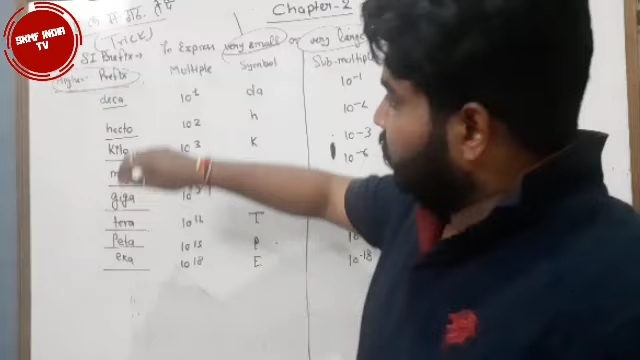 SKMF INDIA
TV
Chapter-2
(Trick)
SI Prefix → To Express very small or very large
Prefix Multiple Symbol Sub-multiple
deca 10¹ da 10⁻¹
hecto 10² h
kilo 10³ K 10⁻³
10⁻⁶
giga
tera 10¹² T
Peta 10¹⁵ P
exa 10¹⁸ E 10⁻¹⁸